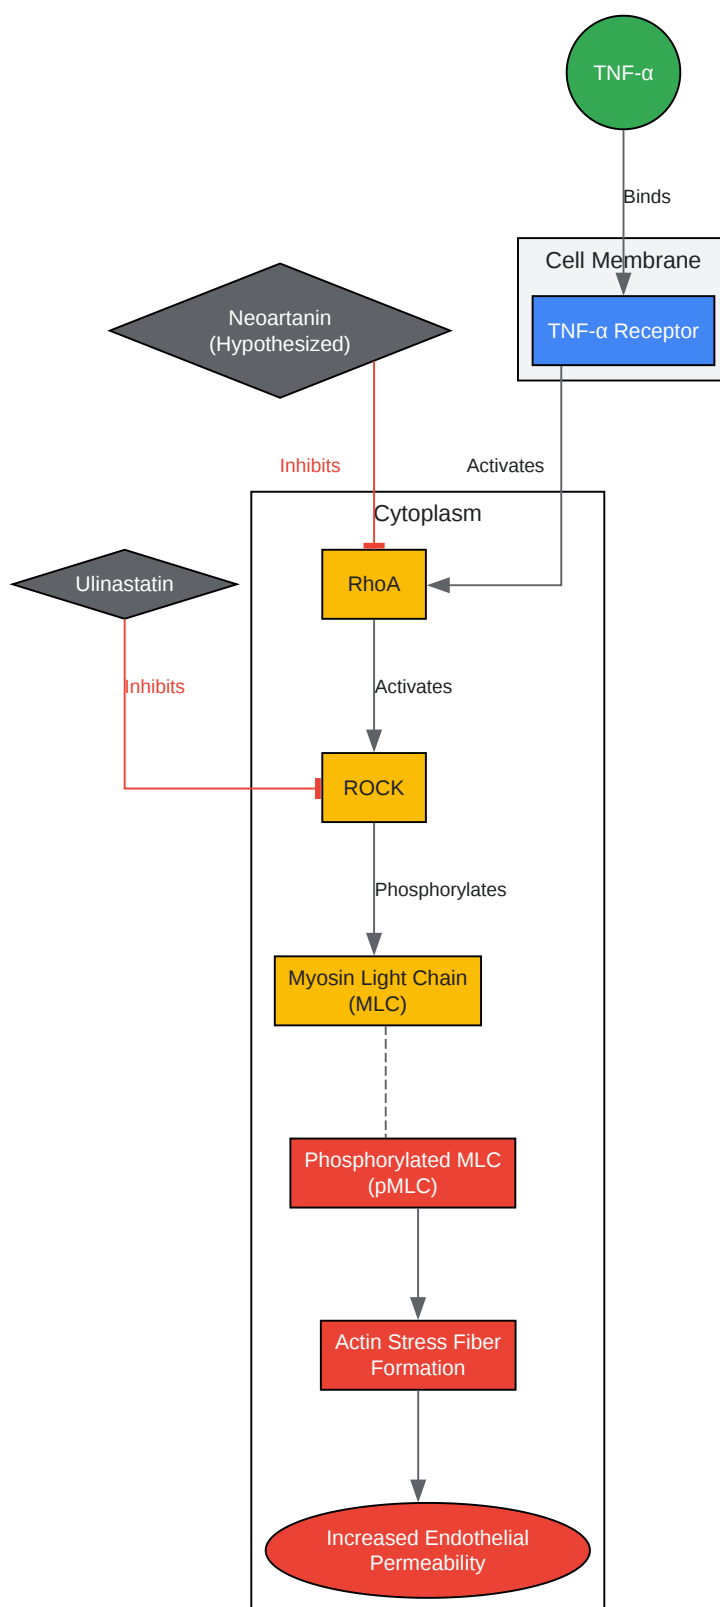 TNF-α
Binds
Cell Membrane
TNF-α Receptor
Neoartanin
(Hypothesized)
Inhibits
Activates
Cytoplasm
RhoA
Ulinastatin
Inhibits
Activates
ROCK
Phosphorylates
Myosin Light Chain
(MLC)
Phosphorylated MLC
(pMLC)
Actin Stress Fiber
Formation
Increased Endothelial
Permeability